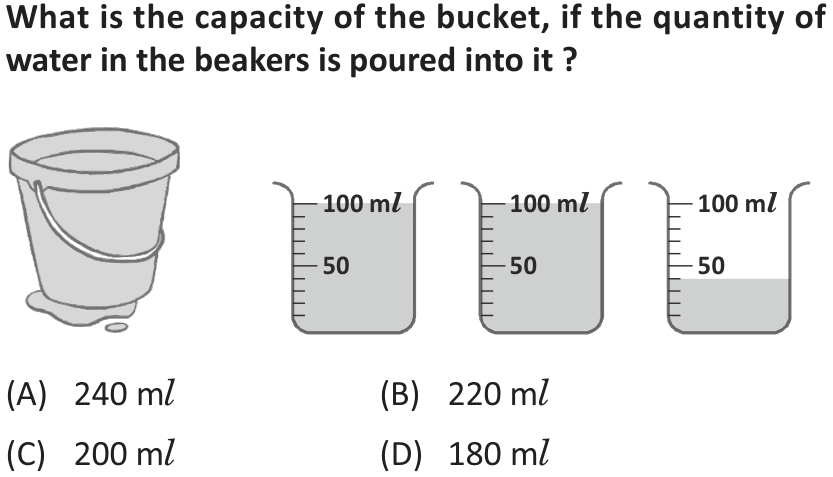 What is the capacity of the bucket, if the quantity of
water in the beakers is poured into it ?
100 ml 100 ml 100 ml
50 50 50
(A) 240 ml (B) 220 ml
(C) 200 ml (D) 180 ml